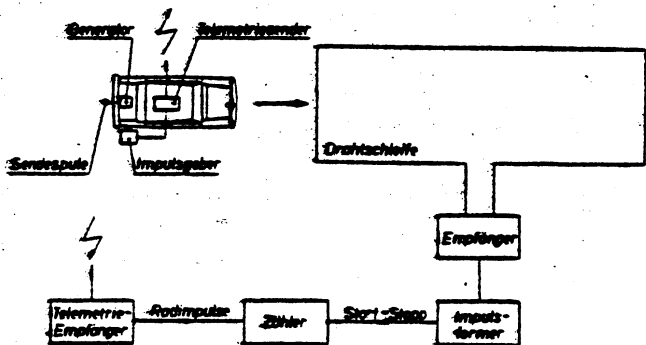 Generator
Telemetriesender
Sendespule
Impulsgeber
Drahtschleife
Empfänger
Telemetrie-
Empfänger
Radimpulse
Zähler
Start-Stopp
Impuls-
former